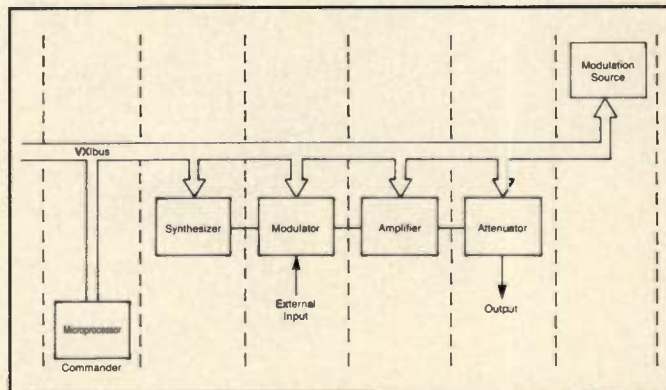 Modulation
Source
VXIbus
Synthesizer
Modulator
Amplifier
Attenuator
External
Input
Output
Microprocessor
Commander